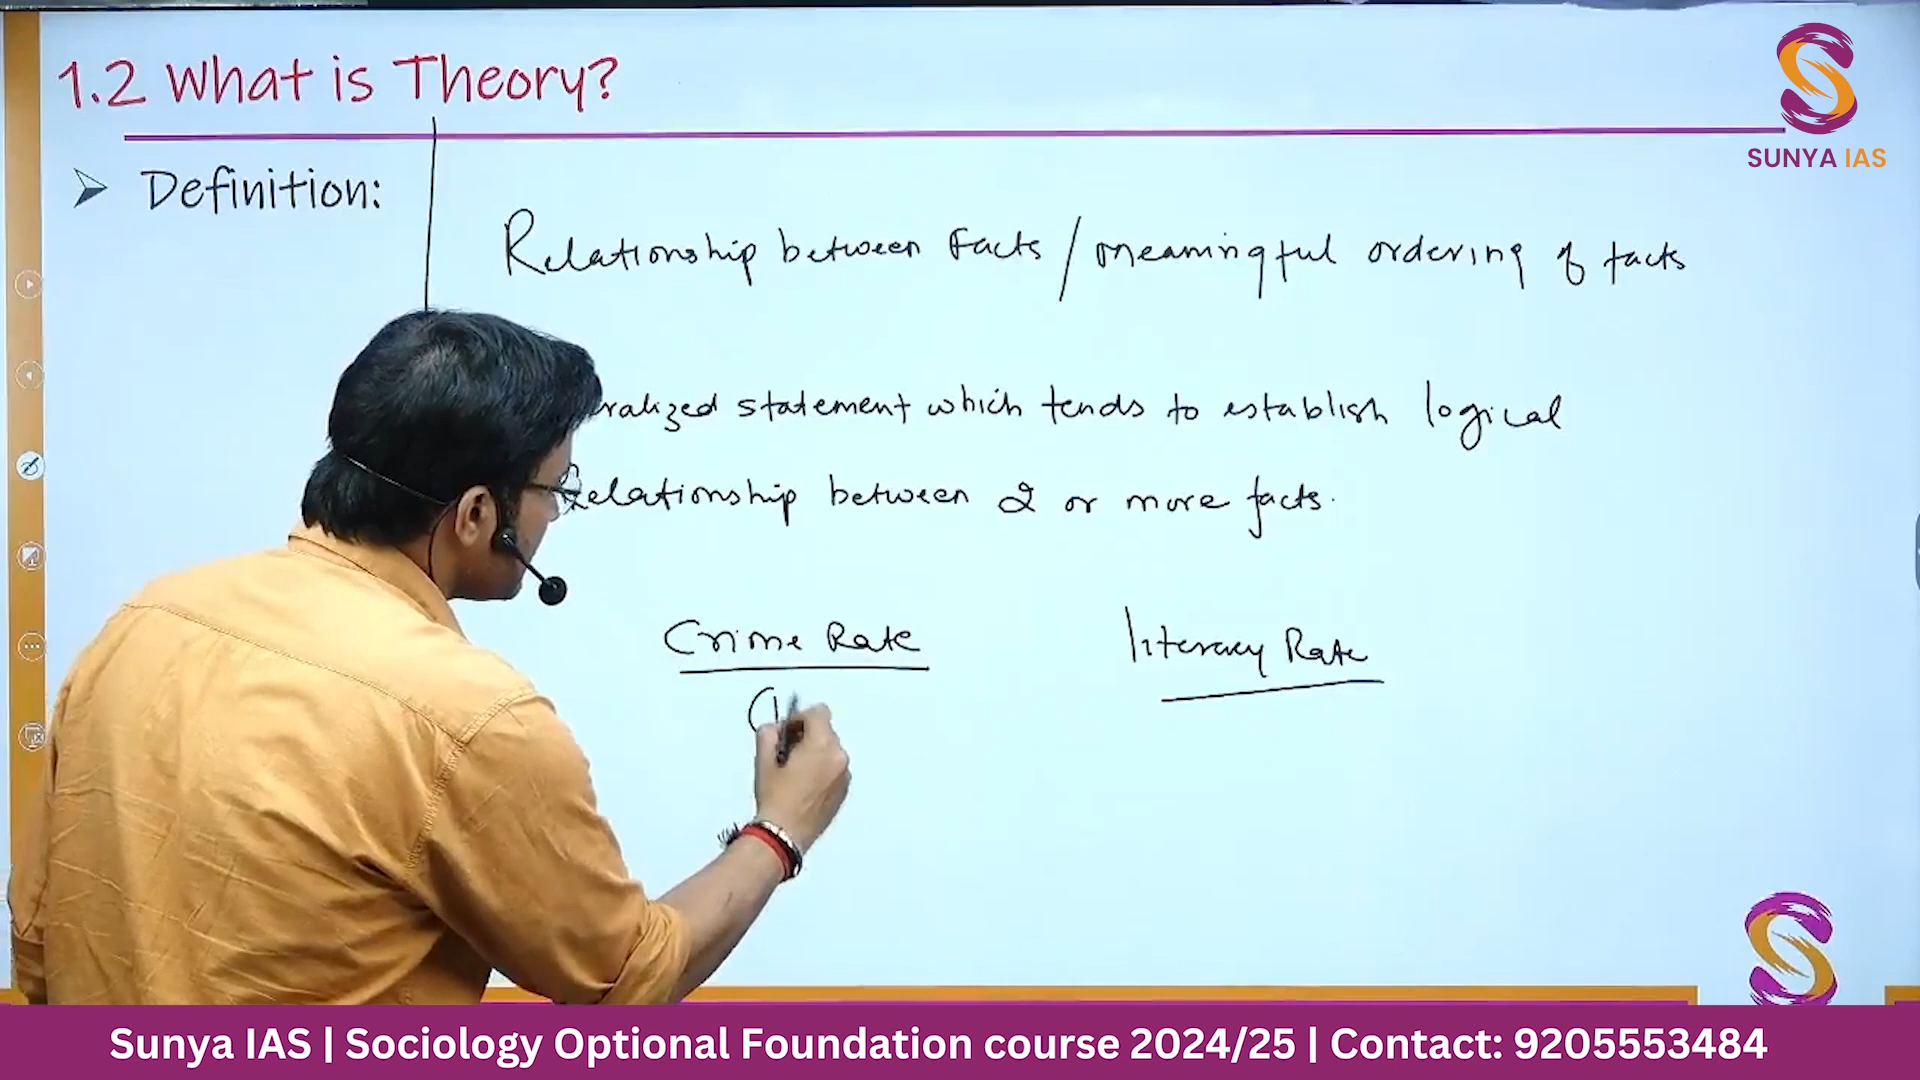 1.2 What is Theory?
SUNYA IAS
Definition:
Relationship between facts / meaningful ordering of facts
ralized statement which tends to establish logical
Relationship between 2 or more facts.
Crime Rate
literacy Rate
Sunya IAS | Sociology Optional Foundation course 2024/25 | Contact: 9205553484